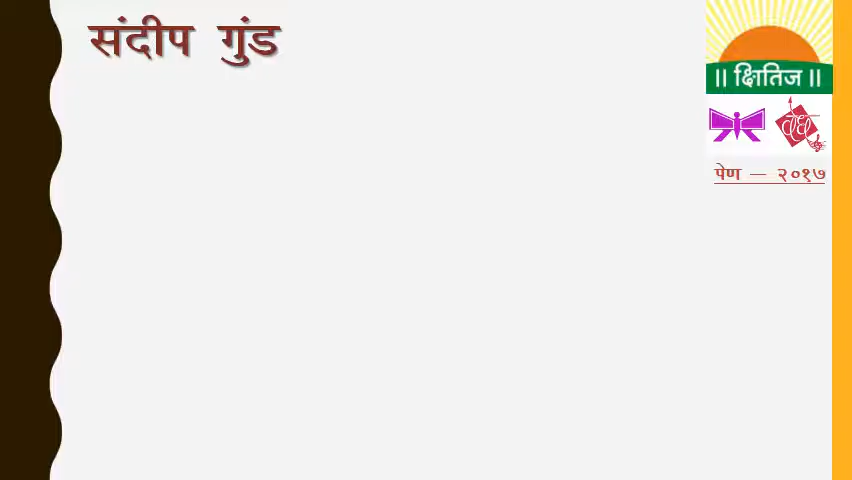 संदीप गुंड
॥ क्षितिज ॥
पेण – २०१७